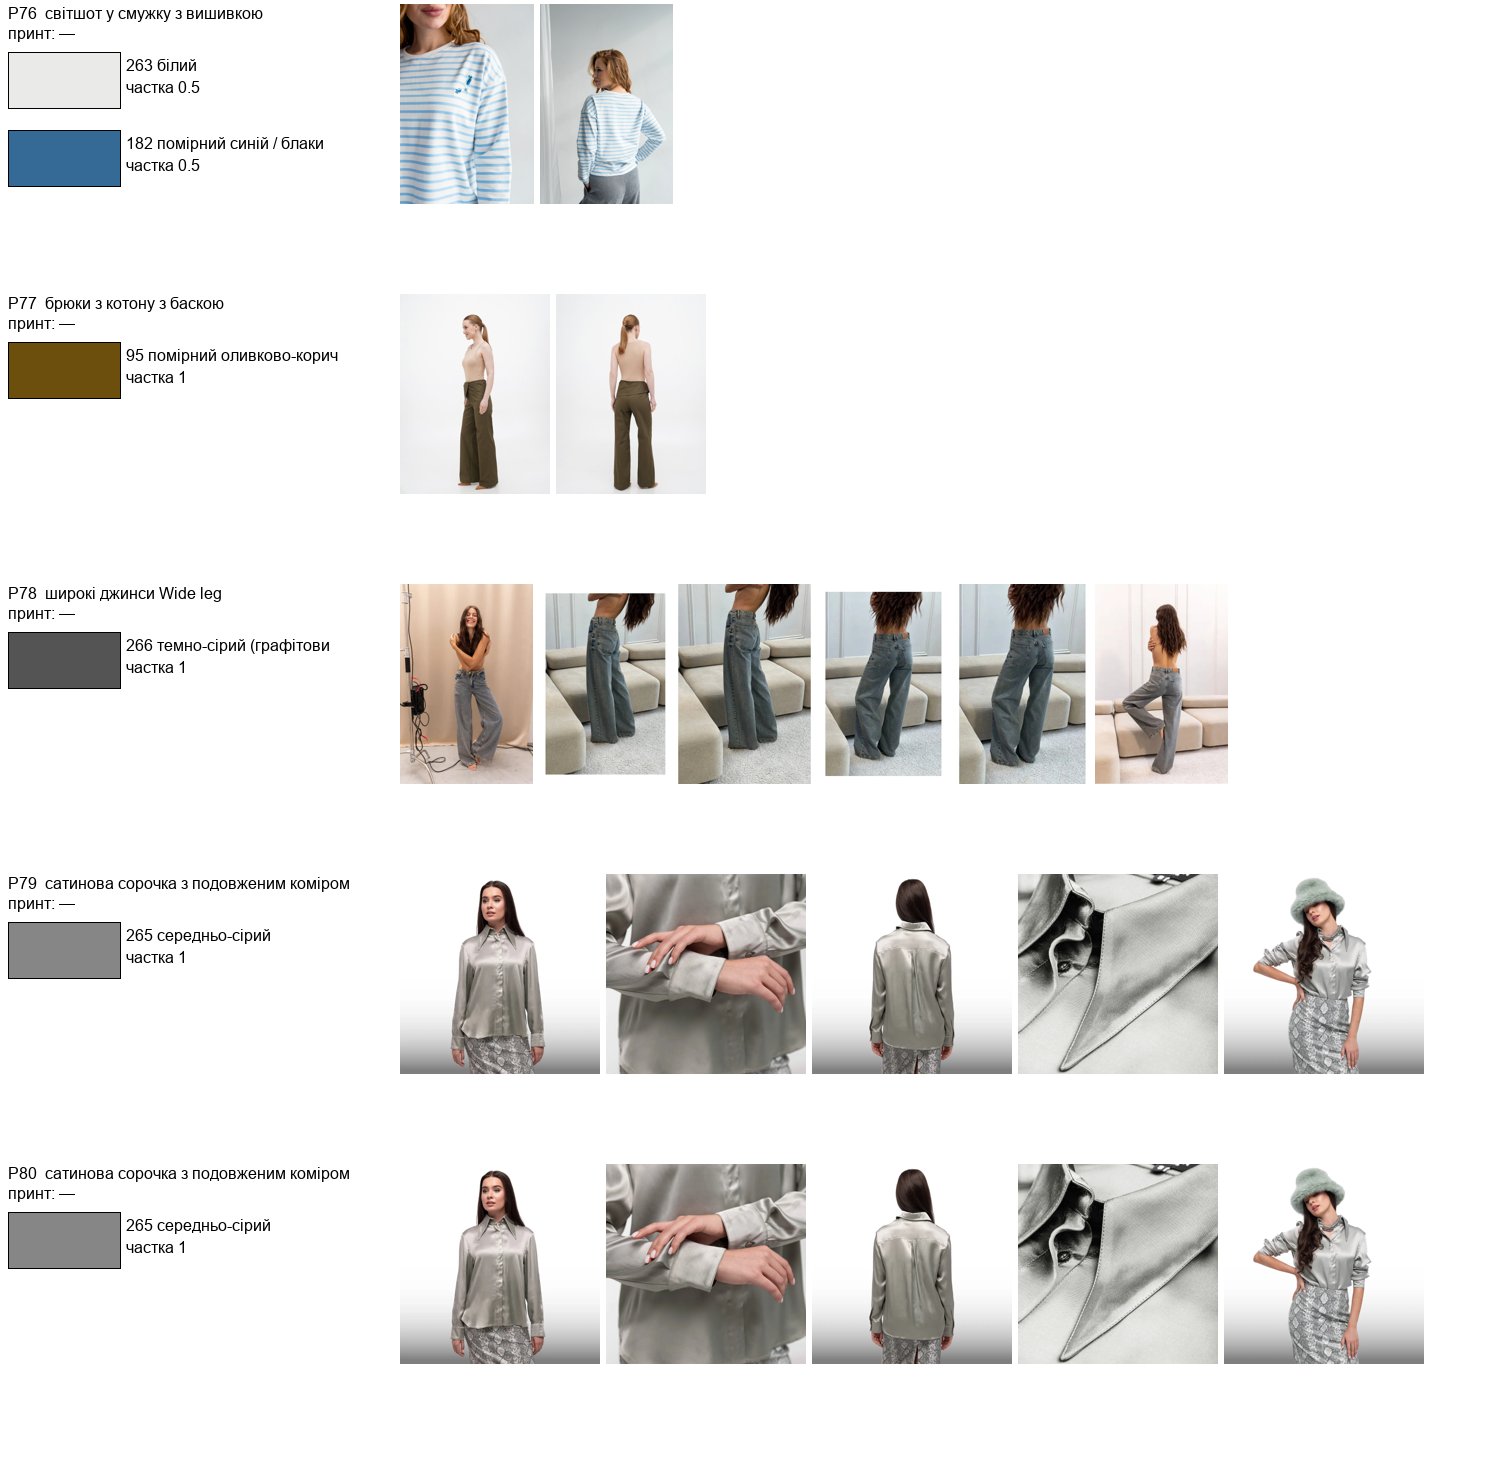 P76 світшот у смужку з вишивкою
принт: —
263 білий
частка 0.5
182 помірний синій / блаки
частка 0.5
P77 брюки з котону з баскою
принт: —
95 помірний оливково-корич
частка 1
P78 широкі джинси Wide leg
принт: —
266 темно-сірий (графітови
частка 1
P79 сатинова сорочка з подовженим коміром
принт: —
265 середньо-сірий
частка 1
P80 сатинова сорочка з подовженим коміром
принт: —
265 середньо-сірий
частка 1